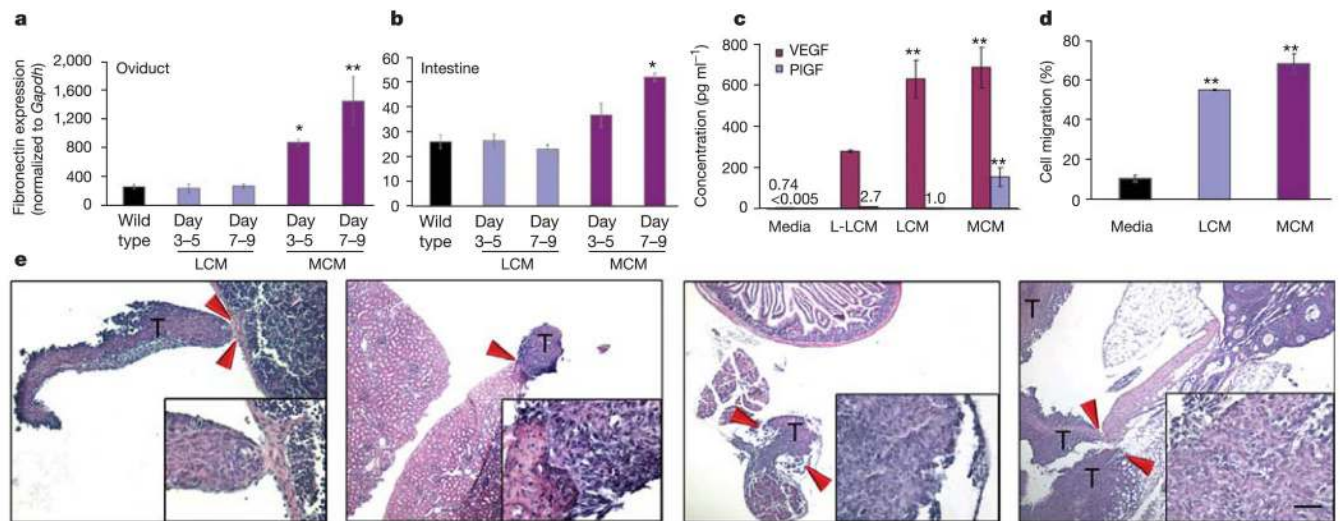 a
Fibronectin expression
(normalized to Gapdh)
2,000
1,600
1,200
800
400
0
Oviduct
*
**
Wild
type
Day
3–5
Day
7–9
Day
3–5
Day
7–9
LCM
MCM
b
60
50
40
30
20
10
0
Intestine
*
Wild
type
Day
3–5
Day
7–9
Day
3–5
Day
7–9
LCM
MCM
c
Concentration (pg ml⁻¹)
800
600
400
200
0
VEGF
PlGF
**
**
**
0.74
<0.005
2.7
1.0
Media
L-LCM
LCM
MCM
d
Cell migration (%)
80
60
40
20
0
**
**
Media
LCM
MCM
e
T
T
T
T
T
T